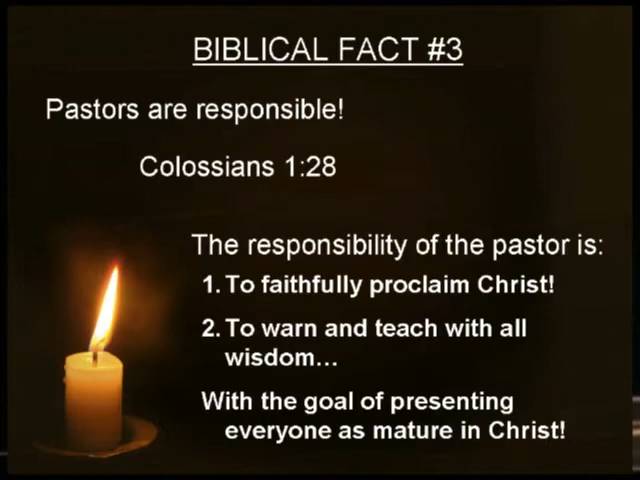 BIBLICAL FACT #3
Pastors are responsible!
Colossians 1:28
The responsibility of the pastor is:
1. To faithfully proclaim Christ!
2. To warn and teach with all
wisdom…
With the goal of presenting
everyone as mature in Christ!